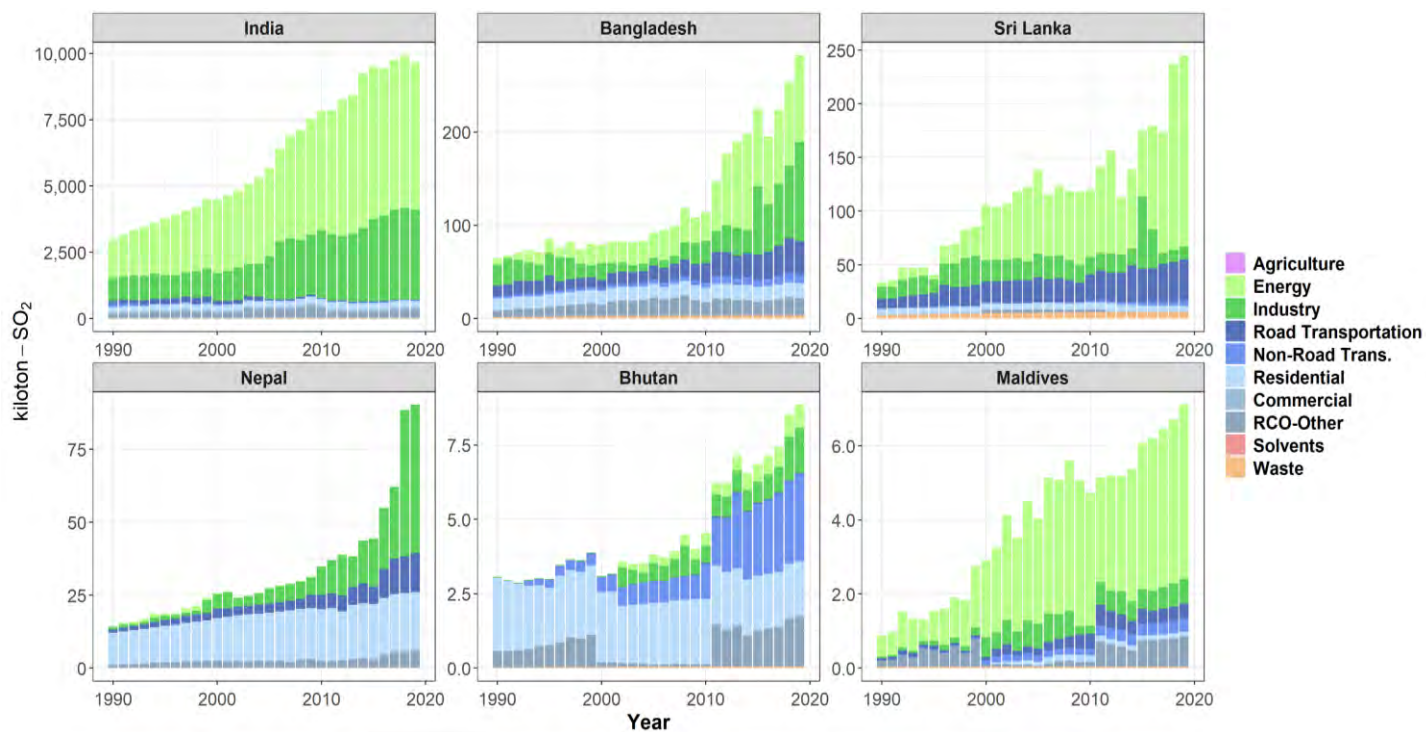 India Bangladesh Sri Lanka
10,000
7,500
5,000
2,500
0
200
100
0
250
200
150
100
50
0
1990 2000 2010 2020 1990 2000 2010 2020 1990 2000 2010 2020
Nepal Bhutan Maldives
75
50
25
0
7.5
5.0
2.5
0.0
6.0
4.0
2.0
0.0
1990 2000 2010 2020 1990 2000 2010 2020 1990 2000 2010 2020
kiloton – SO₂
Year
Agriculture
Energy
Industry
Road Transportation
Non-Road Trans.
Residential
Commercial
RCO-Other
Solvents
Waste